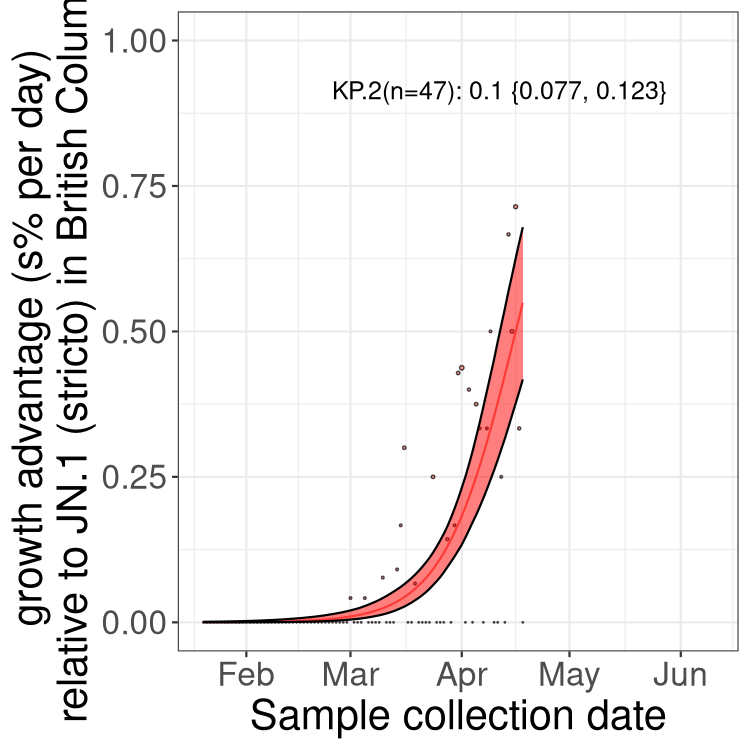 growth advantage (s% per day)
relative to JN.1 (stricto) in British Colum
1.00
0.75
0.50
0.25
0.00
KP.2(n=47): 0.1 {0.077, 0.123}
Feb Mar Apr May Jun
Sample collection date